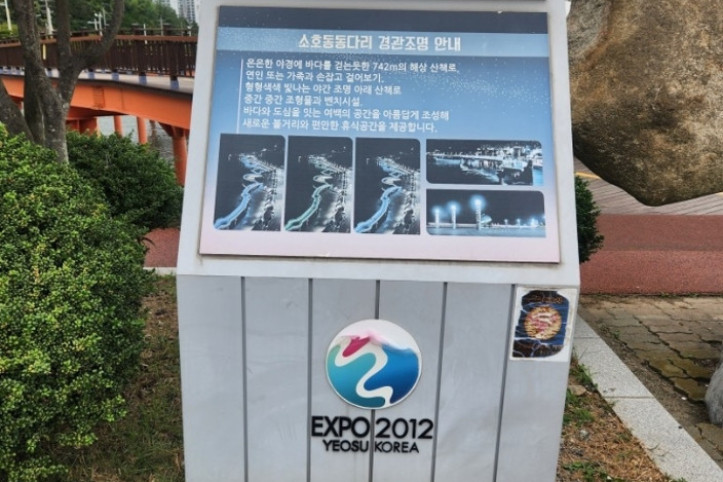 소호동동다리 경관조명 안내
은은한 야경에 바다를 걷는듯한 742m의 해상 산책로,
연인 또는 가족과 손잡고 걸어보기.
형형색색 빛나는 야간 조명 아래 산책로
중간 중간 조형물과 벤치시설.
바다와 도심을 잇는 여백의 공간을 아름답게 조성해
새로운 볼거리와 편안한 휴식공간을 제공합니다.
EXPO 2012
YEOSU KOREA